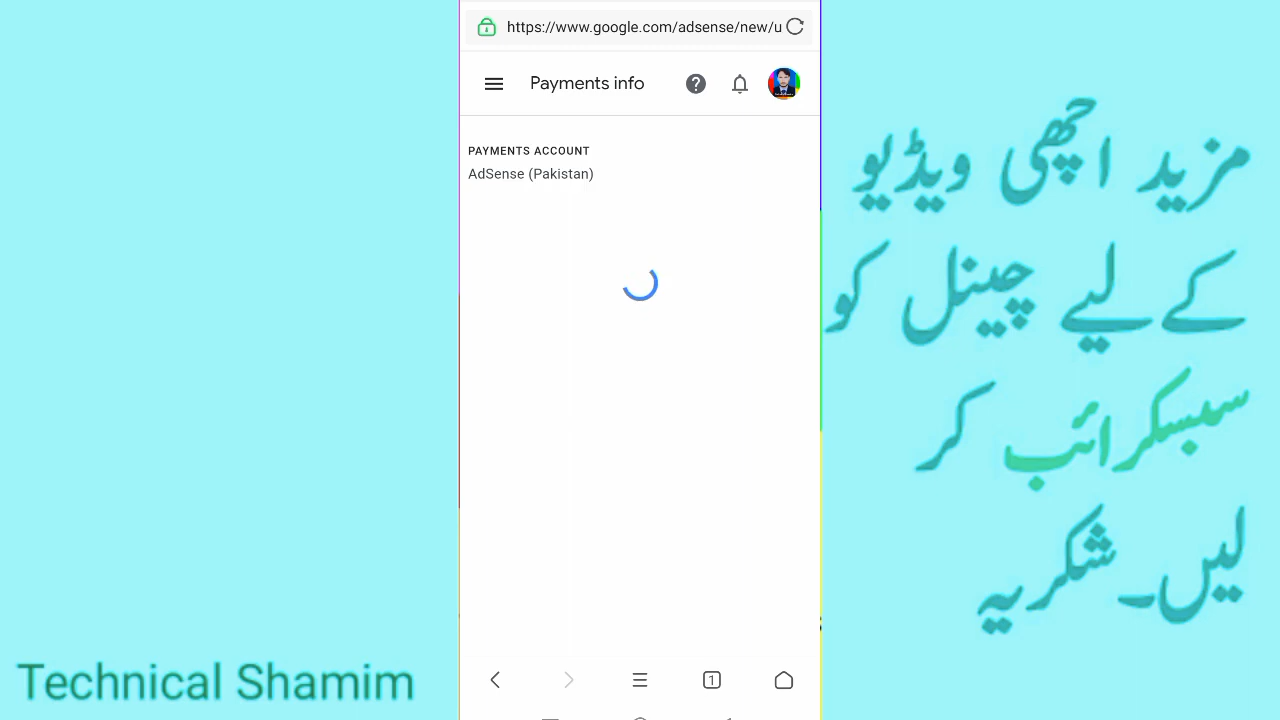 https://www.google.com/adsense/new/u
Payments info
PAYMENTS ACCOUNT
AdSense (Pakistan)
1
مزید اچھی ویڈیو
کے لیے چینل کو
سبسکرائب کر
لیں۔ شکریہ
Technical Shamim